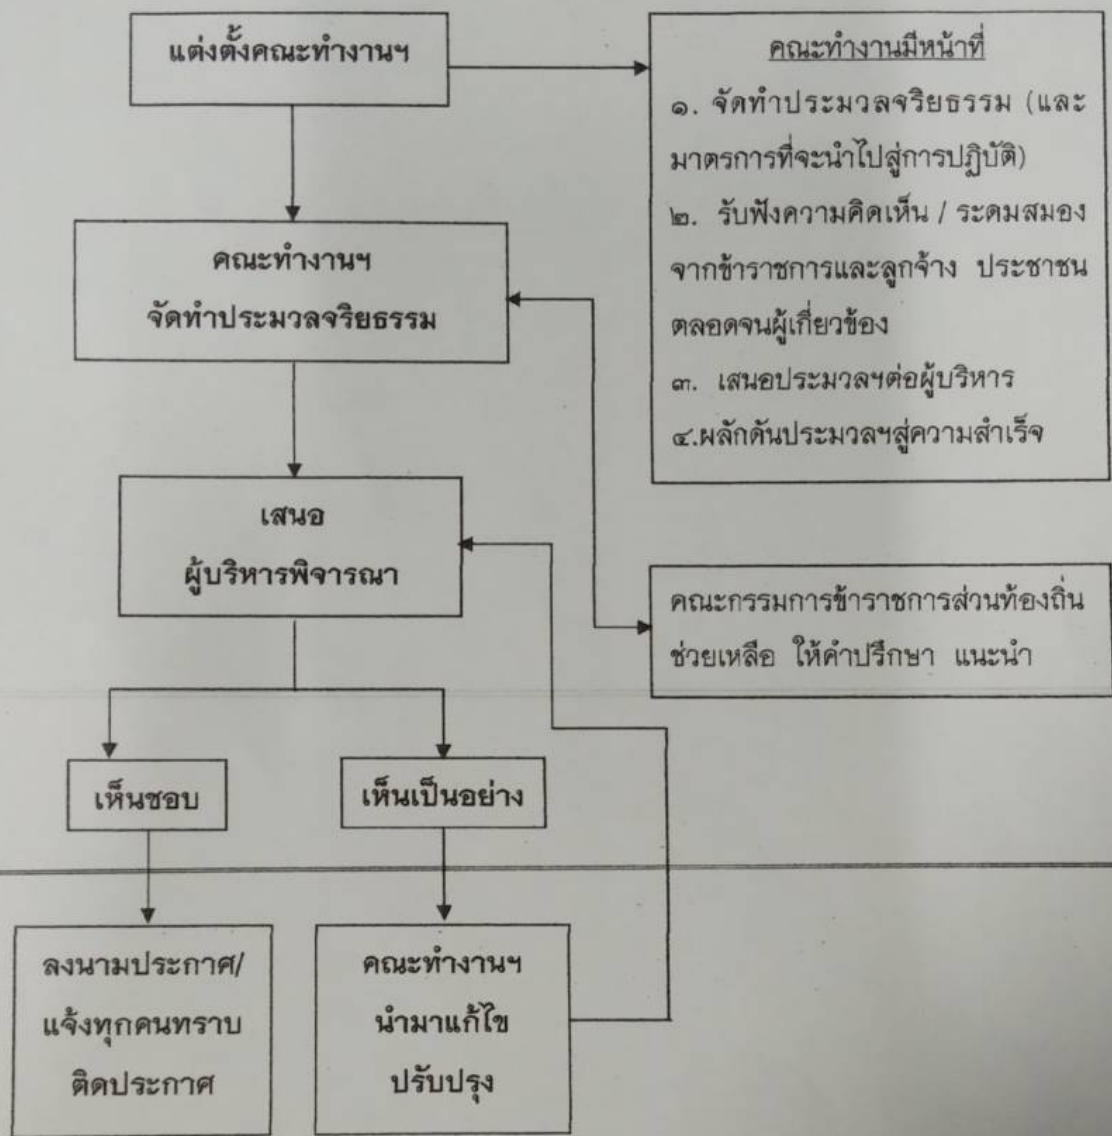 แต่งตั้งคณะทำงานฯ
คณะทำงานมีหน้าที่
๑. จัดทำประมวลจริยธรรม (และ
มาตรการที่จะนำไปสู่การปฏิบัติ)
๒. รับฟังความคิดเห็น / ระดมสมอง
จากข้าราชการและลูกจ้าง ประชาชน
ตลอดจนผู้เกี่ยวข้อง
๓. เสนอประมวลฯต่อผู้บริหาร
๔.ผลักดันประมวลฯสู่ความสำเร็จ
คณะทำงานฯ
จัดทำประมวลจริยธรรม
เสนอ
ผู้บริหารพิจารณา
คณะกรรมการข้าราชการส่วนท้องถิ่น
ช่วยเหลือ ให้คำปรึกษา แนะนำ
เห็นชอบ
เห็นเป็นอย่าง
ลงนามประกาศ/
แจ้งทุกคนทราบ
ติดประกาศ
คณะทำงานฯ
นำมาแก้ไข
ปรับปรุง